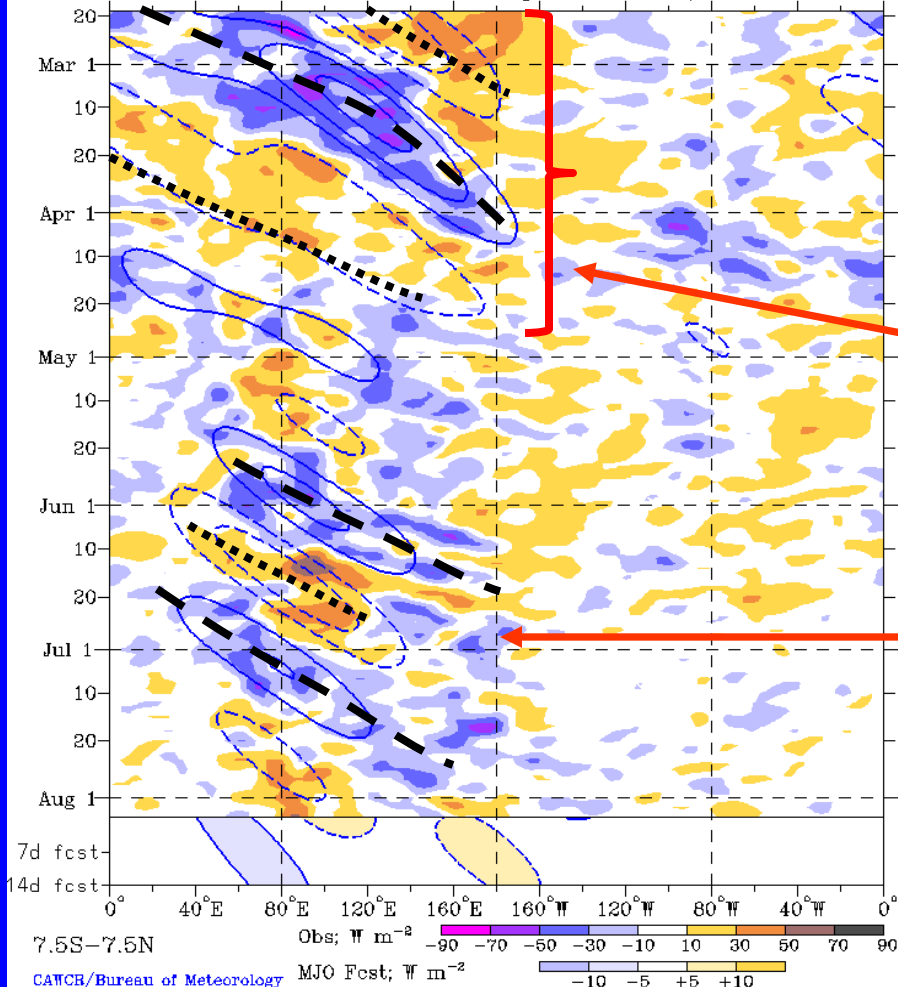 20
Mar 1
10
20
Apr 1
10
20
May 1
10
20
Jun 1
10
20
Jul 1
10
20
Aug 1
7d fcst
14d fcst
0° 40°E 80°E 120°E 160°E 160°W 120°W 80°W 40°W 0°
7.5S-7.5N
Obs; W m⁻²
-90 -70 -50 -30 -10 10 30 50 70 90
CAWCR/Bureau of Meteorology
MJO Fcst; W m⁻²
-10 -5 +5 +10